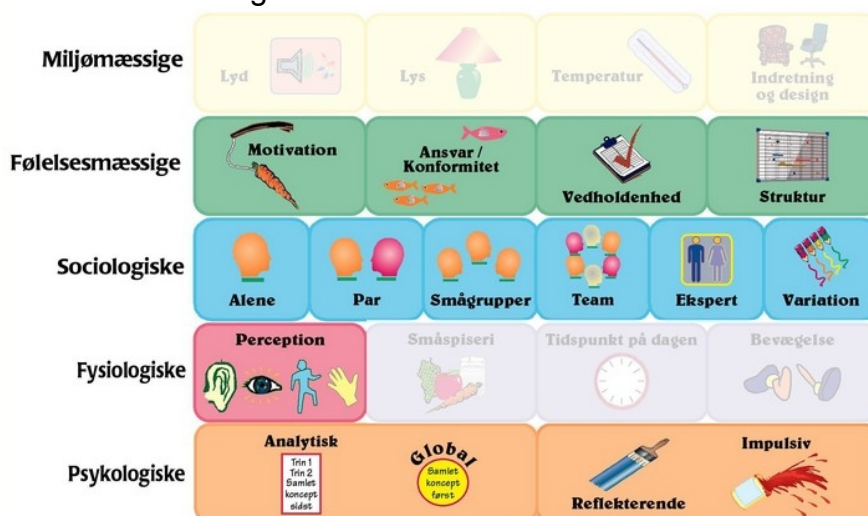 Miljømæssige
Lyd
Lys
Temperatur
Indretning
og design
Følelsesmæssige
Motivation
Ansvar /
Konformitet
Vedholdenhed
Struktur
Sociologiske
Alene
Par
Smågrupper
Team
Ekspert
Variation
Fysiologiske
Perception
Småspiseri
Tidspunkt på dagen
Bevægelse
Psykologiske
Analytisk
Trin 1
Trin 2
Samlet
koncept
sidst
Global
Samlet
koncept
først
Reflekterende
Impulsiv